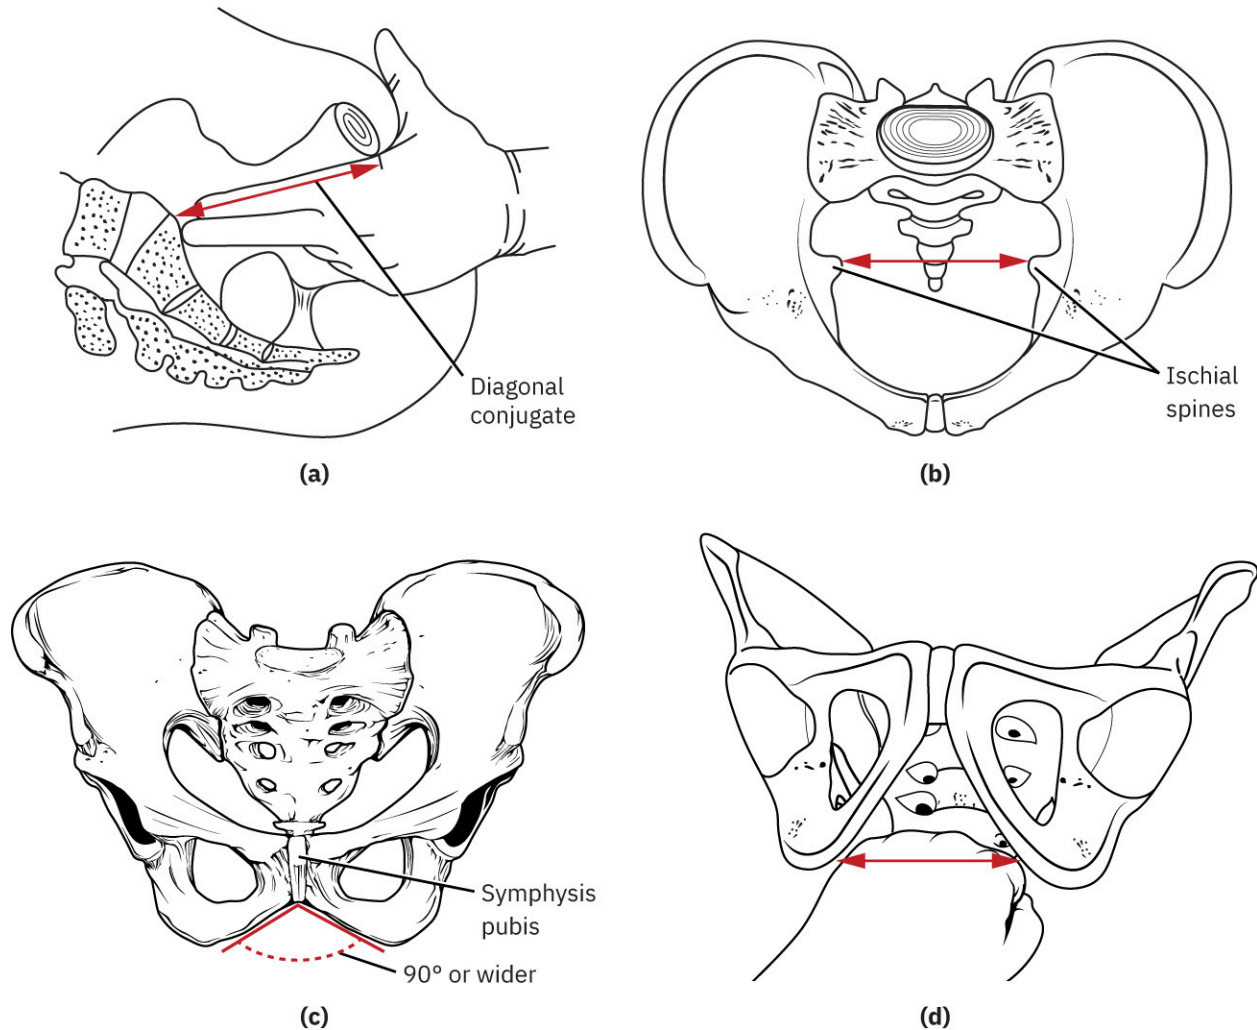 Diagonal
conjugate
(a)
Ischial
spines
(b)
Symphysis
pubis
90° or wider
(c)
(d)